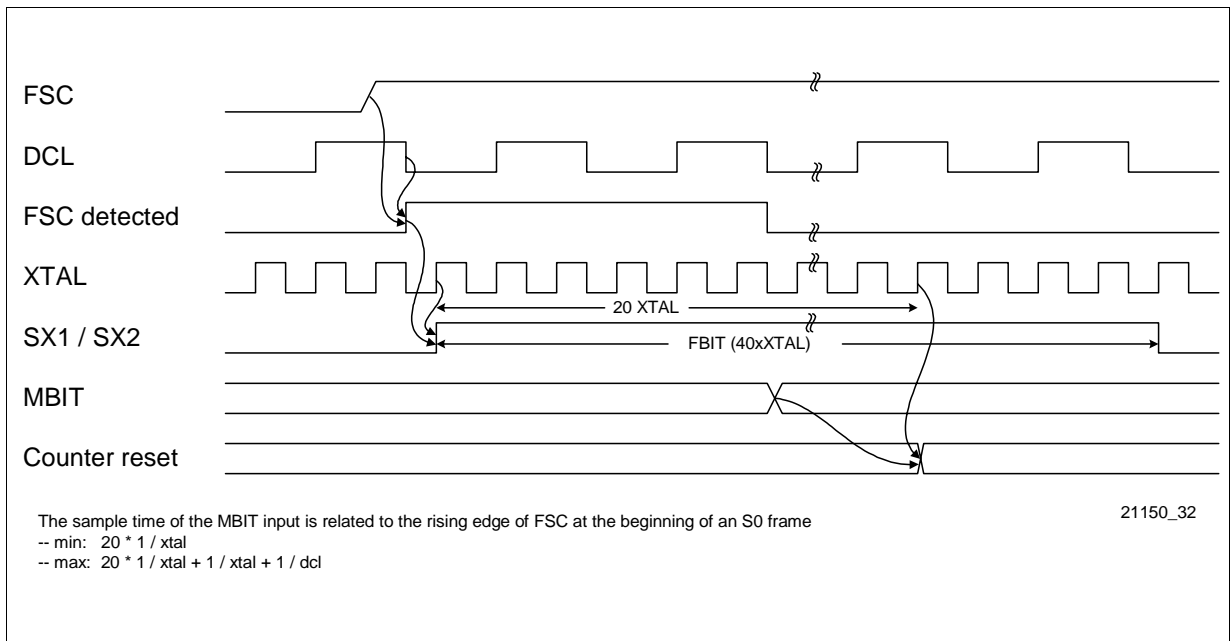 FSC
DCL
FSC detected
XTAL
20 XTAL
SX1 / SX2
FBIT (40xXTAL)
MBIT
Counter reset
The sample time of the MBIT input is related to the rising edge of FSC at the beginning of an S0 frame
21150_32
-- min: 20 * 1 / xtal
-- max: 20 * 1 / xtal + 1 / xtal + 1 / dcl